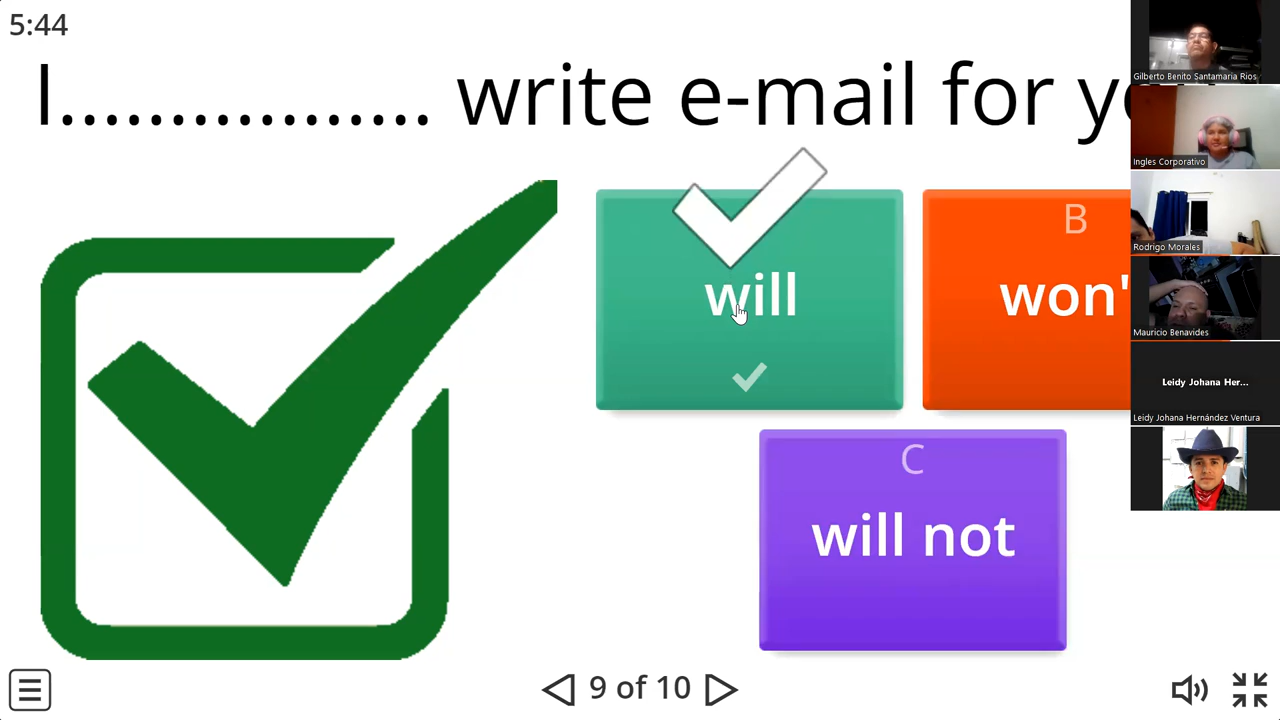 5:44
I................. write e-mail for
will
B
won'
C
will not
9 of 10
Gilberto Benito Santamaria Rios
Ingles Corporativo
Rodrigo Morales
Mauricio Benavides
Leidy Johana Her...
Leidy Johana Hernández Ventura